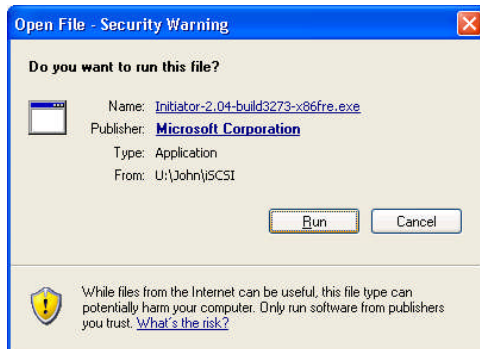 Open File - Security Warning
Do you want to run this file?
Name: Initiator-2.04-build3273-x86fre.exe
Publisher: Microsoft Corporation
Type: Application
From: U:\John\iSCSI
Run Cancel
While files from the Internet can be useful, this file type can
potentially harm your computer. Only run software from publishers
you trust. What's the risk?